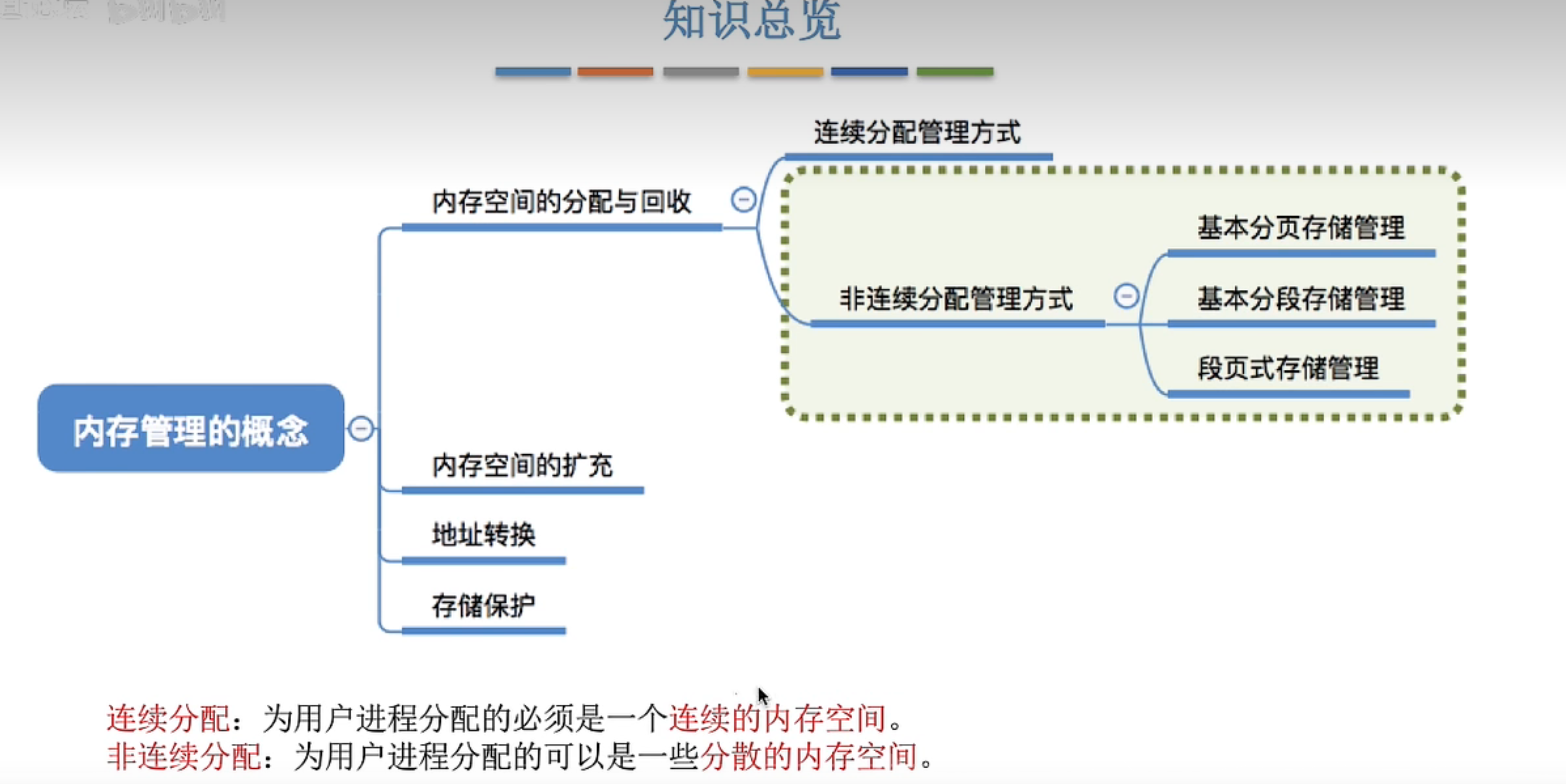 知识总览
连续分配管理方式
内存空间的分配与回收
基本分页存储管理
非连续分配管理方式
基本分段存储管理
段页式存储管理
内存管理的概念
内存空间的扩充
地址转换
存储保护
连续分配：为用户进程分配的必须是一个连续的内存空间。
非连续分配：为用户进程分配的可以是一些分散的内存空间。